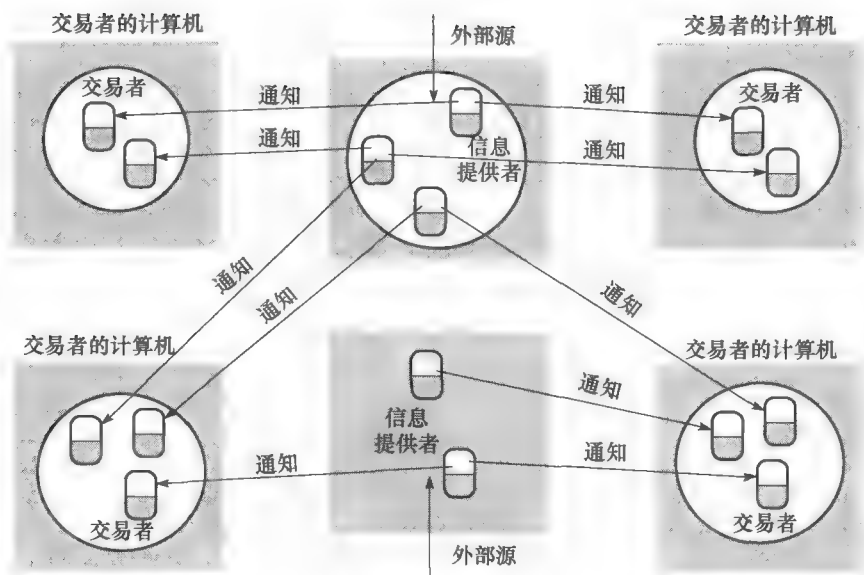 交易者的计算机
外部源
交易者的计算机
交易者
通知
通知
交易者
通知
信息
提供者
通知
通知
通知
通知
交易者的计算机
交易者的计算机
通知
信息
提供者
通知
通知
交易者
交易者
外部源